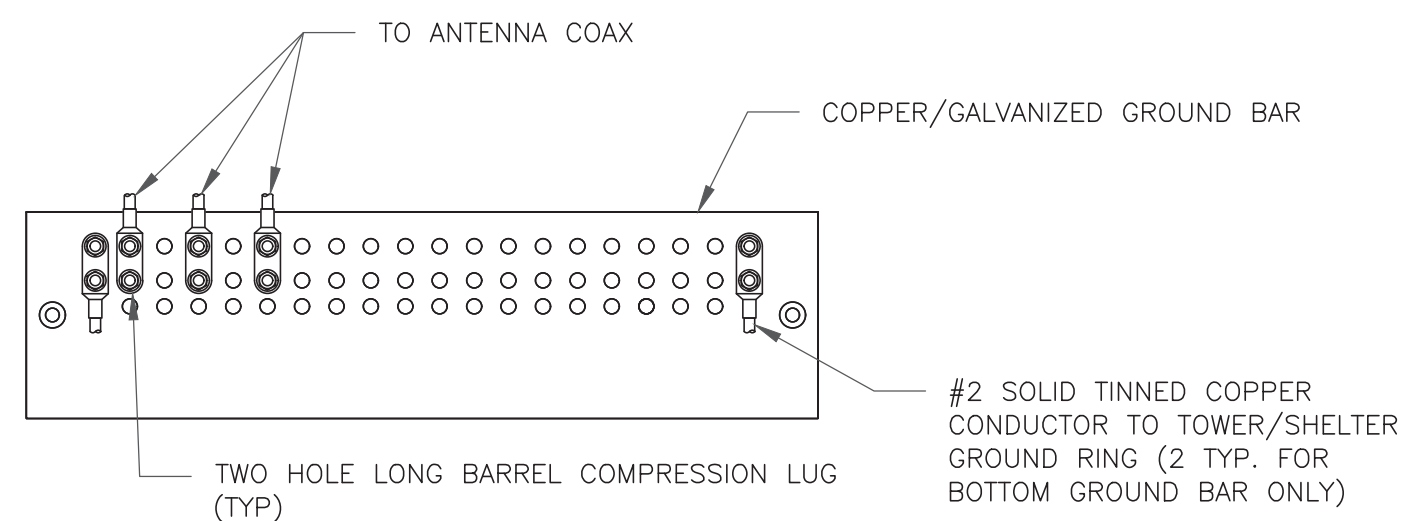 TO ANTENNA COAX
COPPER/GALVANIZED GROUND BAR
#2 SOLID TINNED COPPER
CONDUCTOR TO TOWER/SHELTER
GROUND RING (2 TYP. FOR
BOTTOM GROUND BAR ONLY)
TWO HOLE LONG BARREL COMPRESSION LUG
(TYP)